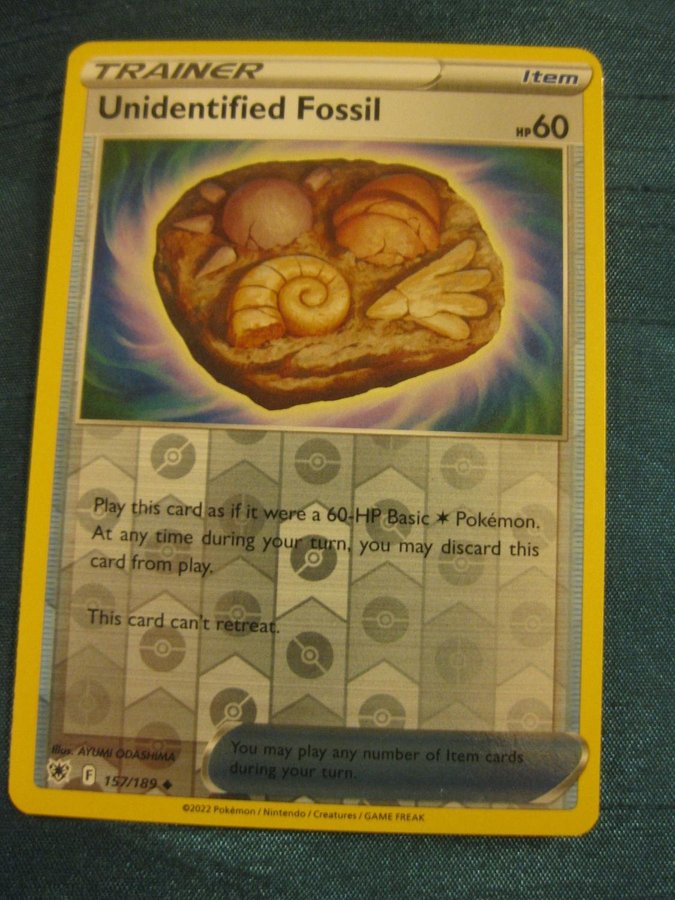 TRAINER Item
Unidentified Fossil HP 60
Play this card as if it were a 60-HP Basic Pokémon.
At any time during your turn, you may discard this
card from play.
This card can't retreat.
Illus. AYUMI ODASHIMA
You may play any number of Item cards
during your turn.
F 157/189
©2022 Pokémon / Nintendo / Creatures / GAME FREAK